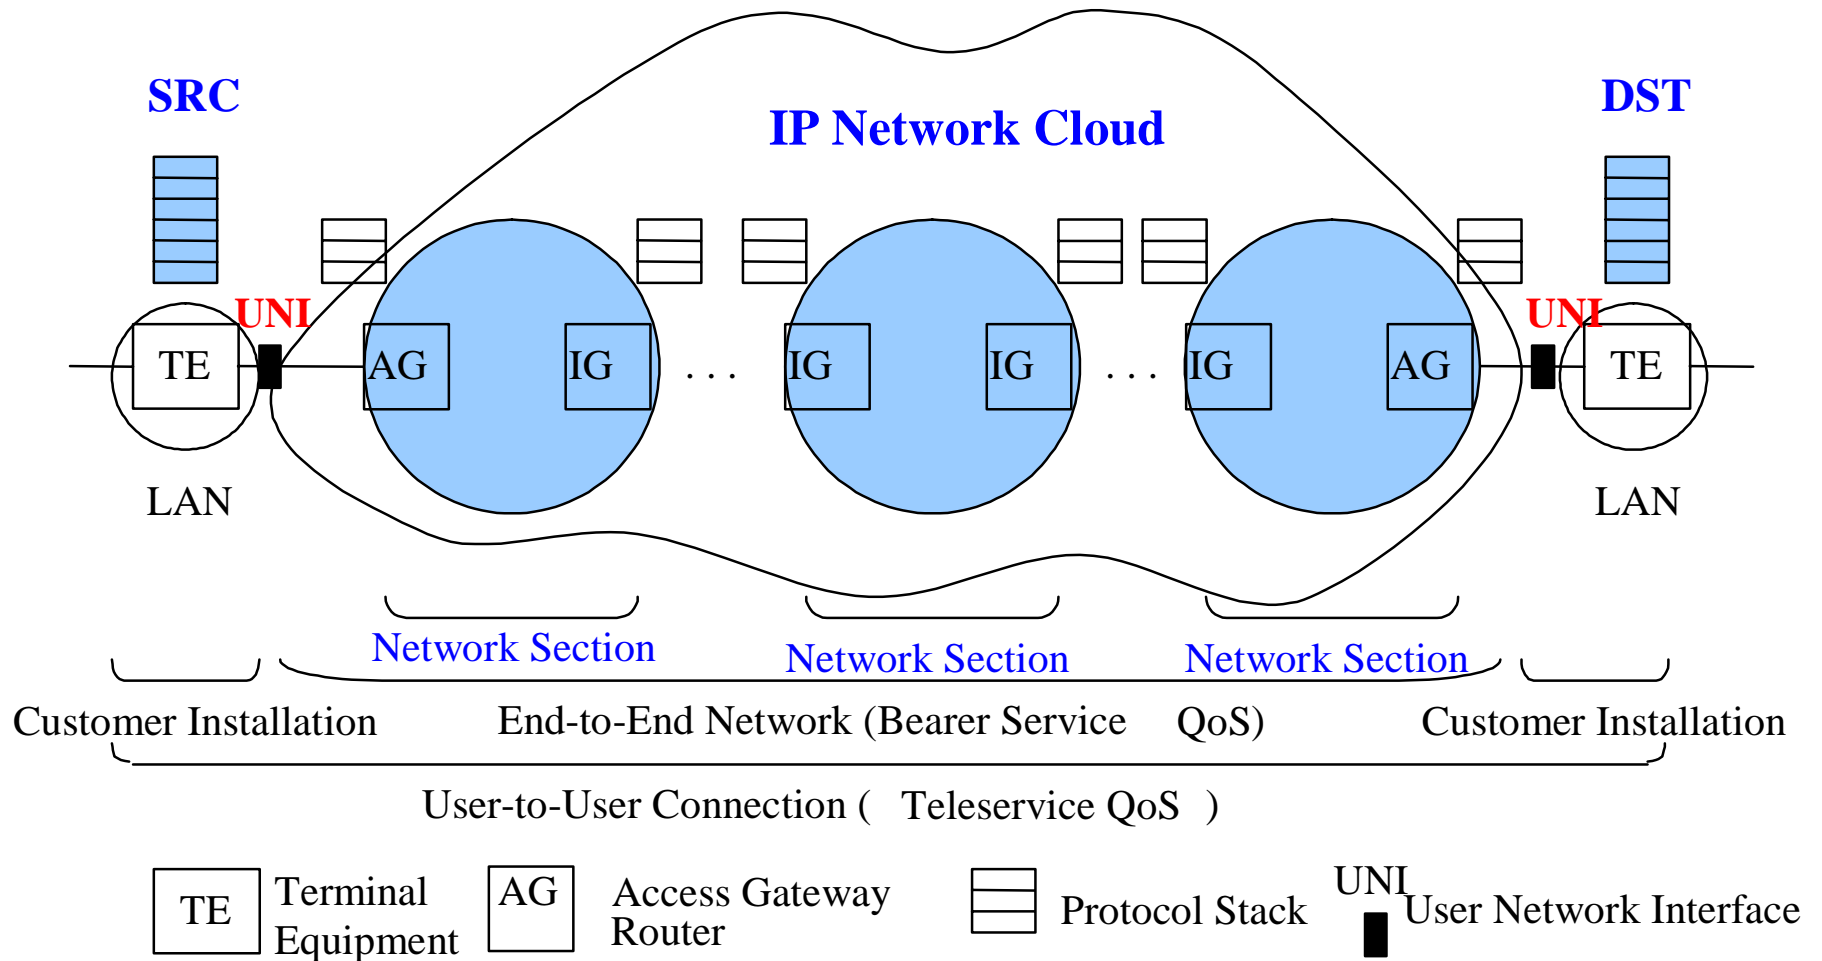 SRC
IP Network Cloud
DST
UNI
UNI
TE
AG
IG
. . .
IG
IG
. . .
IG
AG
TE
LAN
LAN
Network Section
Network Section
Network Section
Customer Installation
End-to-End Network (Bearer Service QoS)
Customer Installation
User-to-User Connection ( Teleservice QoS )
TE
Terminal
Equipment
AG
Access Gateway
Router
Protocol Stack
UNI
User Network Interface